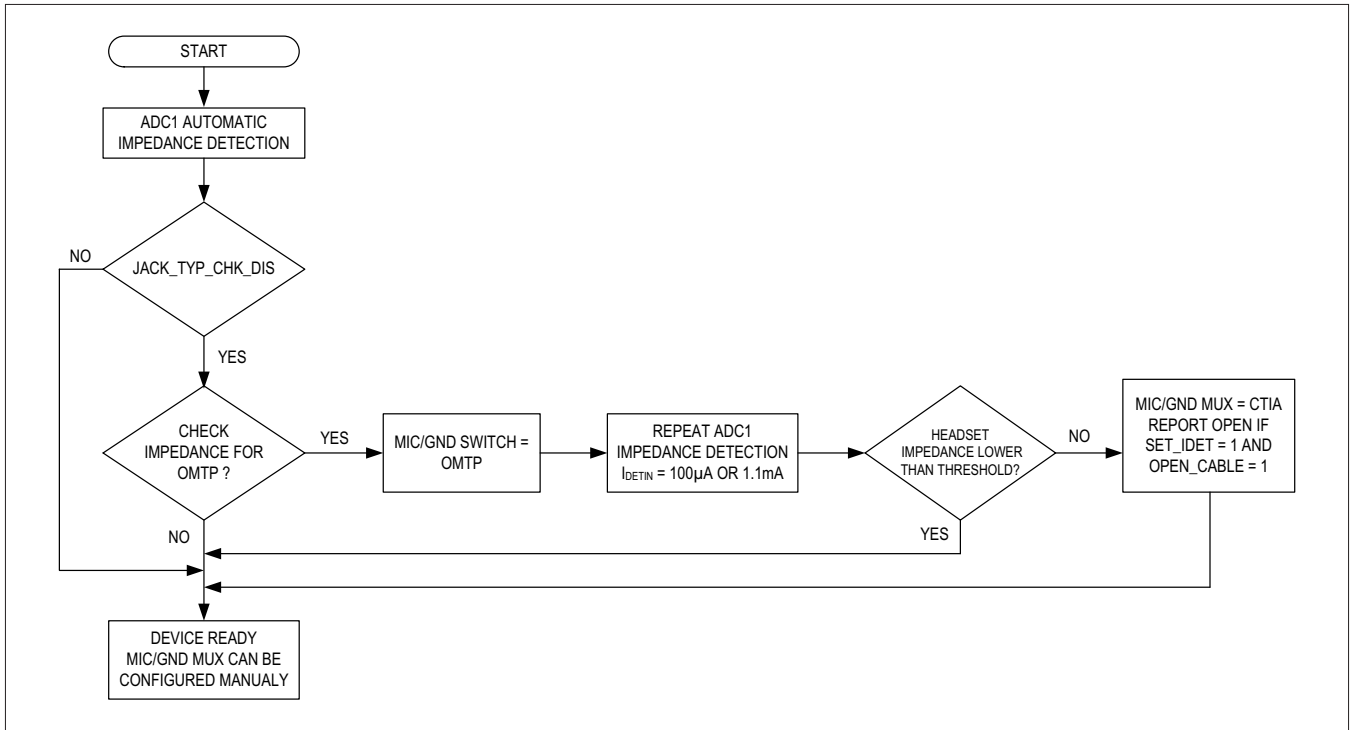 START
ADC1 AUTOMATIC
IMPEDANCE DETECTION
NO
JACK_TYP_CHK_DIS
YES
CHECK
IMPEDANCE FOR
OMTP ?
YES
MIC/GND SWITCH =
OMTP
REPEAT ADC1
IMPEDANCE DETECTION
IDETIN = 100µA OR 1.1mA
HEADSET
IMPEDANCE LOWER
THAN THRESHOLD?
NO
MIC/GND MUX = CTIA
REPORT OPEN IF
SET_IDET = 1 AND
OPEN_CABLE = 1
NO
YES
DEVICE READY
MIC/GND MUX CAN BE
CONFIGURED MANUALY